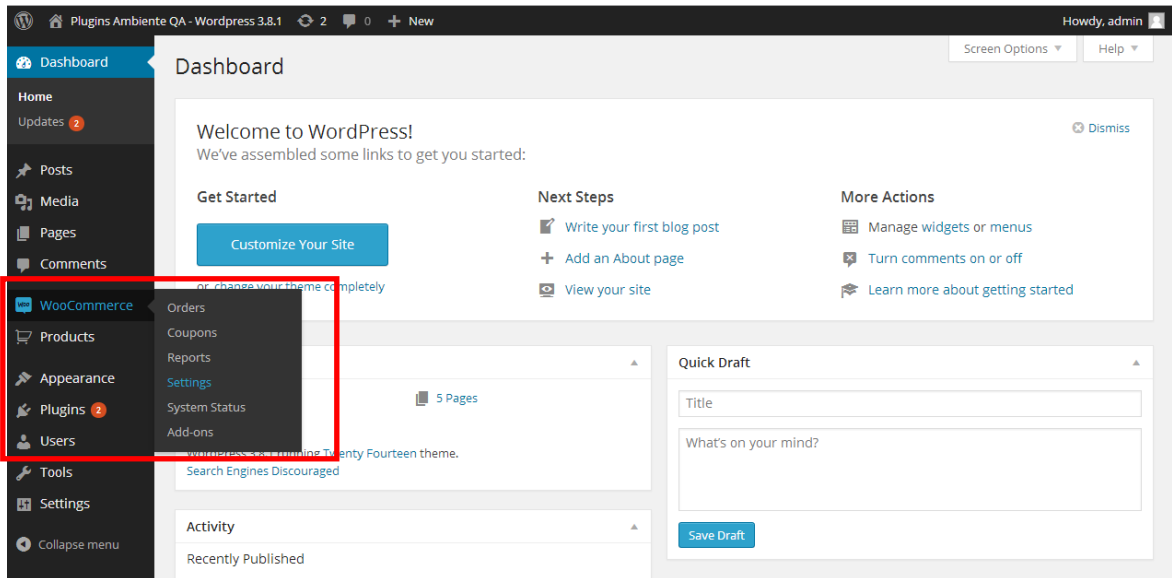 Plugins Ambiente QA - Wordpress 3.8.1 2 0 New Howdy, admin
Screen Options Help
Dashboard
Home
Updates 2
Posts
Media
Pages
Comments
WooCommerce
Products
Appearance
Plugins 2
Users
Tools
Settings
Collapse menu
Orders
Coupons
Reports
Settings
System Status
Add-ons
Dashboard
Welcome to WordPress!
Dismiss
We've assembled some links to get you started:
Get Started
Customize Your Site
or, change your theme completely
Next Steps
Write your first blog post
Add an About page
View your site
More Actions
Manage widgets or menus
Turn comments on or off
Learn more about getting started
5 Pages
WordPress 3.8.1 running Twenty Fourteen theme.
Search Engines Discouraged
Activity
Recently Published
Quick Draft
Title
What's on your mind?
Save Draft